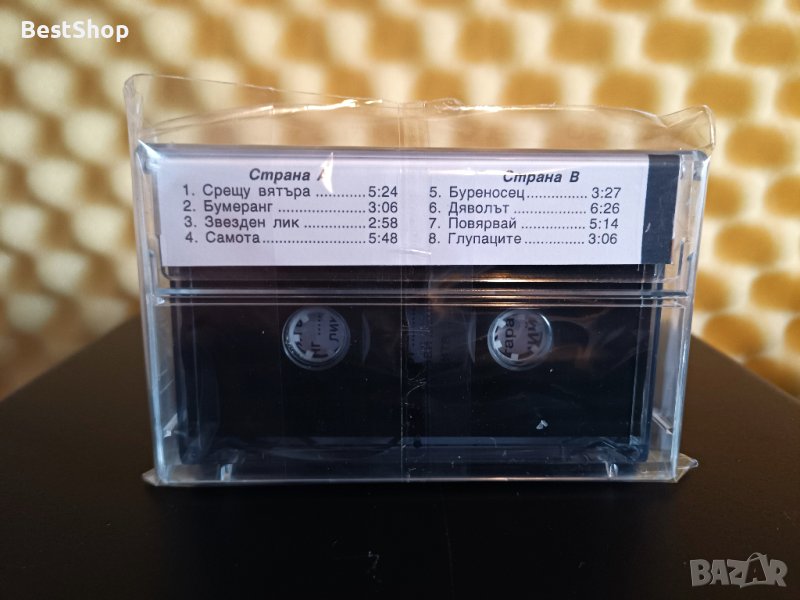 BestShop
Страна А
1. Срещу вятъра ............5:24
2. Бумеранг ....................3:06
3. Звезден лик ..............2:58
4. Самота.......................5:48
Страна В
5. Буреносец..............3:27
6. Дяволът ..................6:26
7. Повярвай ................5:14
8. Глупаците................3:06
BAZAR